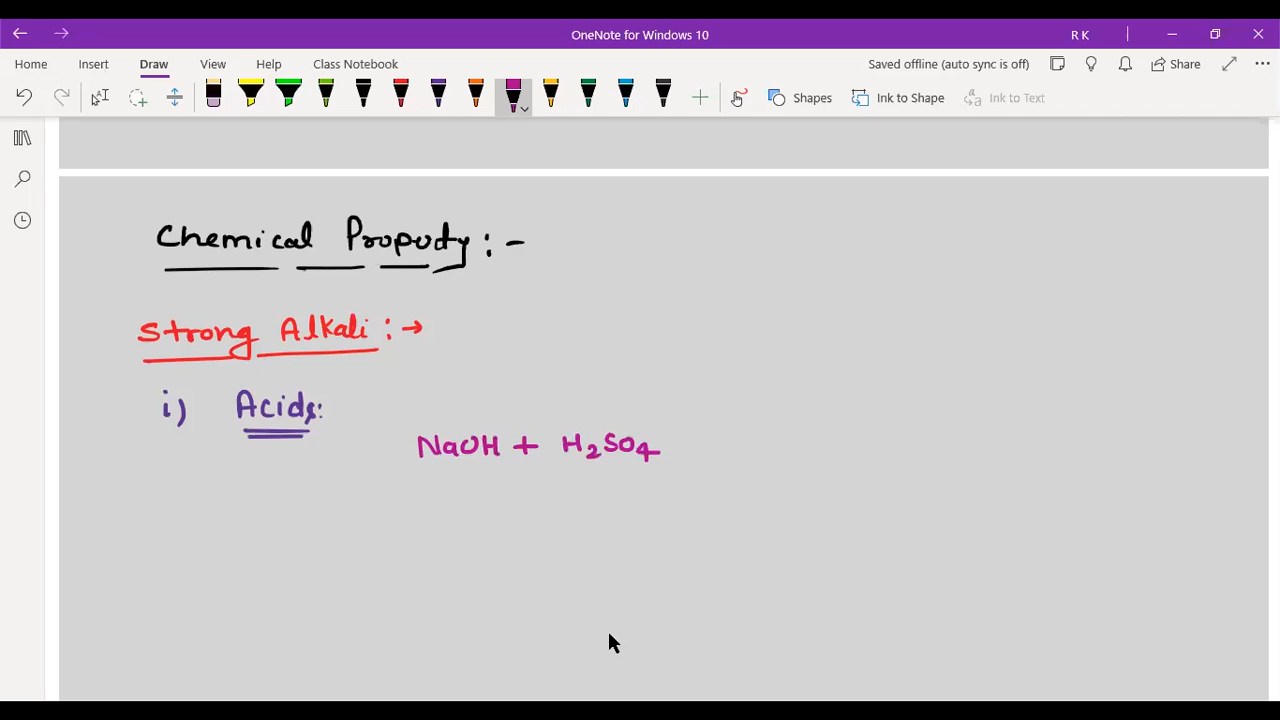 OneNote for Windows 10
R K
Home Insert Draw View Help Class Notebook
Saved offline (auto sync is off)
Share
Shapes
Ink to Shape
Ink to Text
Chemical Property :-
Strong Alkali :→
i) Acids:
NaOH + H₂SO₄